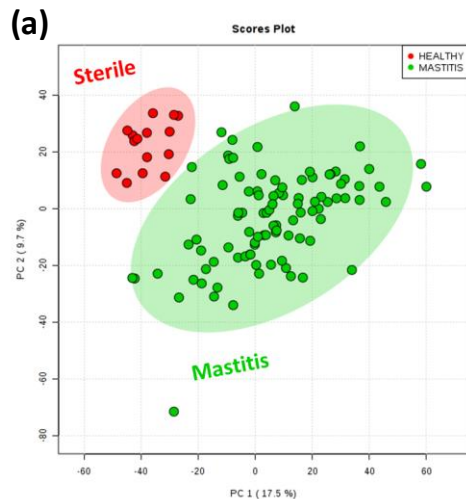 (a)
Scores Plot
Sterile
HEALTHY
MASTITIS
PC 2 ( 9.7 %)
40
20
0
-20
-40
-60
-80
Mastitis
-60
-40
-20
0
20
40
60
PC 1 ( 17.5 %)